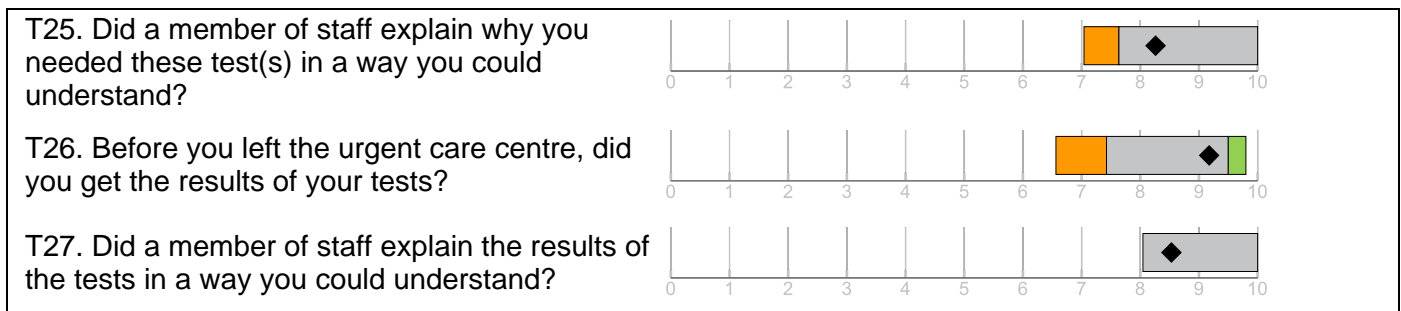 T25. Did a member of staff explain why you
needed these test(s) in a way you could
understand?
0 1 2 3 4 5 6 7 8 9 10
T26. Before you left the urgent care centre, did
you get the results of your tests?
0 1 2 3 4 5 6 7 8 9 10
T27. Did a member of staff explain the results of
the tests in a way you could understand?
0 1 2 3 4 5 6 7 8 9 10